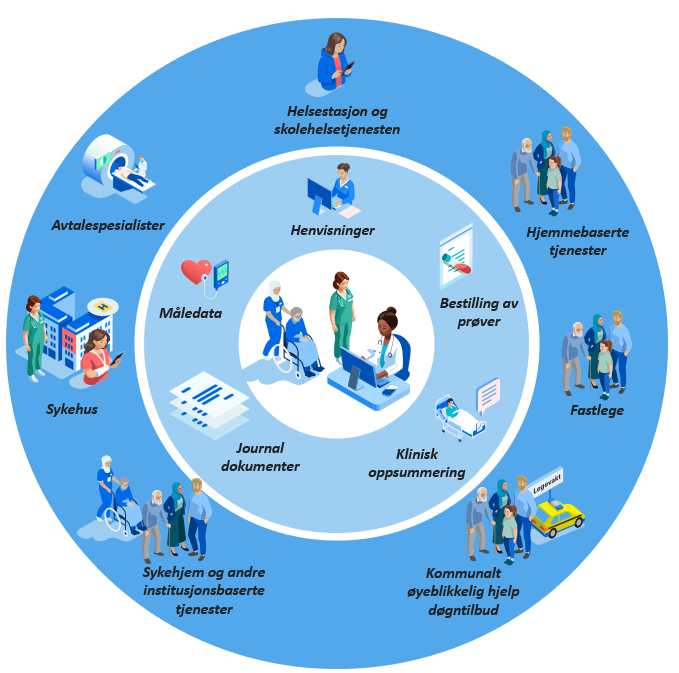 Helsestasjon og
skolehelsetjenesten
Avtalespesialister
Hjemmebaserte
tjenester
Henvisninger
Måledata
Bestilling av
prøver
Sykehus
Fastlege
Journal
dokumenter
Klinisk
oppsummering
Legevakt
Sykehjem og andre
institusjonsbaserte
tjenester
Kommunalt
øyeblikkelig hjelp
døgntilbud
H